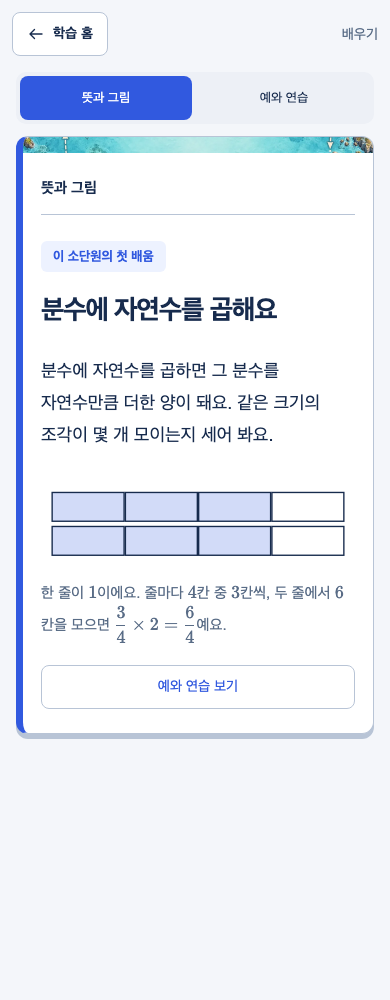 ← 학습 홈
배우기
뜻과 그림
예와 연습
뜻과 그림
이 소단원의 첫 배움
분수에 자연수를 곱해요
분수에 자연수를 곱하면 그 분수를
자연수만큼 더한 양이 돼요. 같은 크기의
조각이 몇 개 모이는지 세어 봐요.
한 줄이 1이에요. 줄마다 4칸 중 3칸씩, 두 줄에서 6
칸을 모으면 3/4 × 2 = 6/4예요.
예와 연습 보기